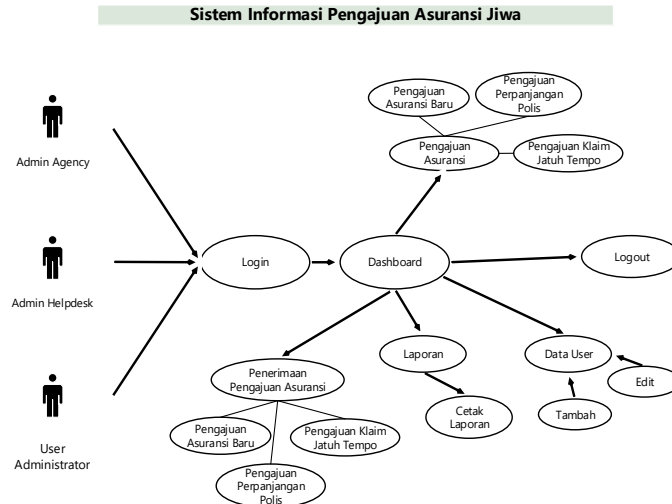 Sistem Informasi Pengajuan Asuransi Jiwa
Pengajuan
Asuransi Baru
Pengajuan
Perpanjangan
Polis
Pengajuan
Asuransi
Pengajuan Klaim
Jatuh Tempo
Admin Agency
Login
Dashboard
Logout
Admin Helpdesk
Laporan
Data User
Penerimaan
Pengajuan Asuransi
Edit
Cetak
Laporan
Tambah
Pengajuan
Asuransi Baru
Pengajuan Klaim
Jatuh Tempo
User
Administrator
Pengajuan
Perpanjangan
Polis